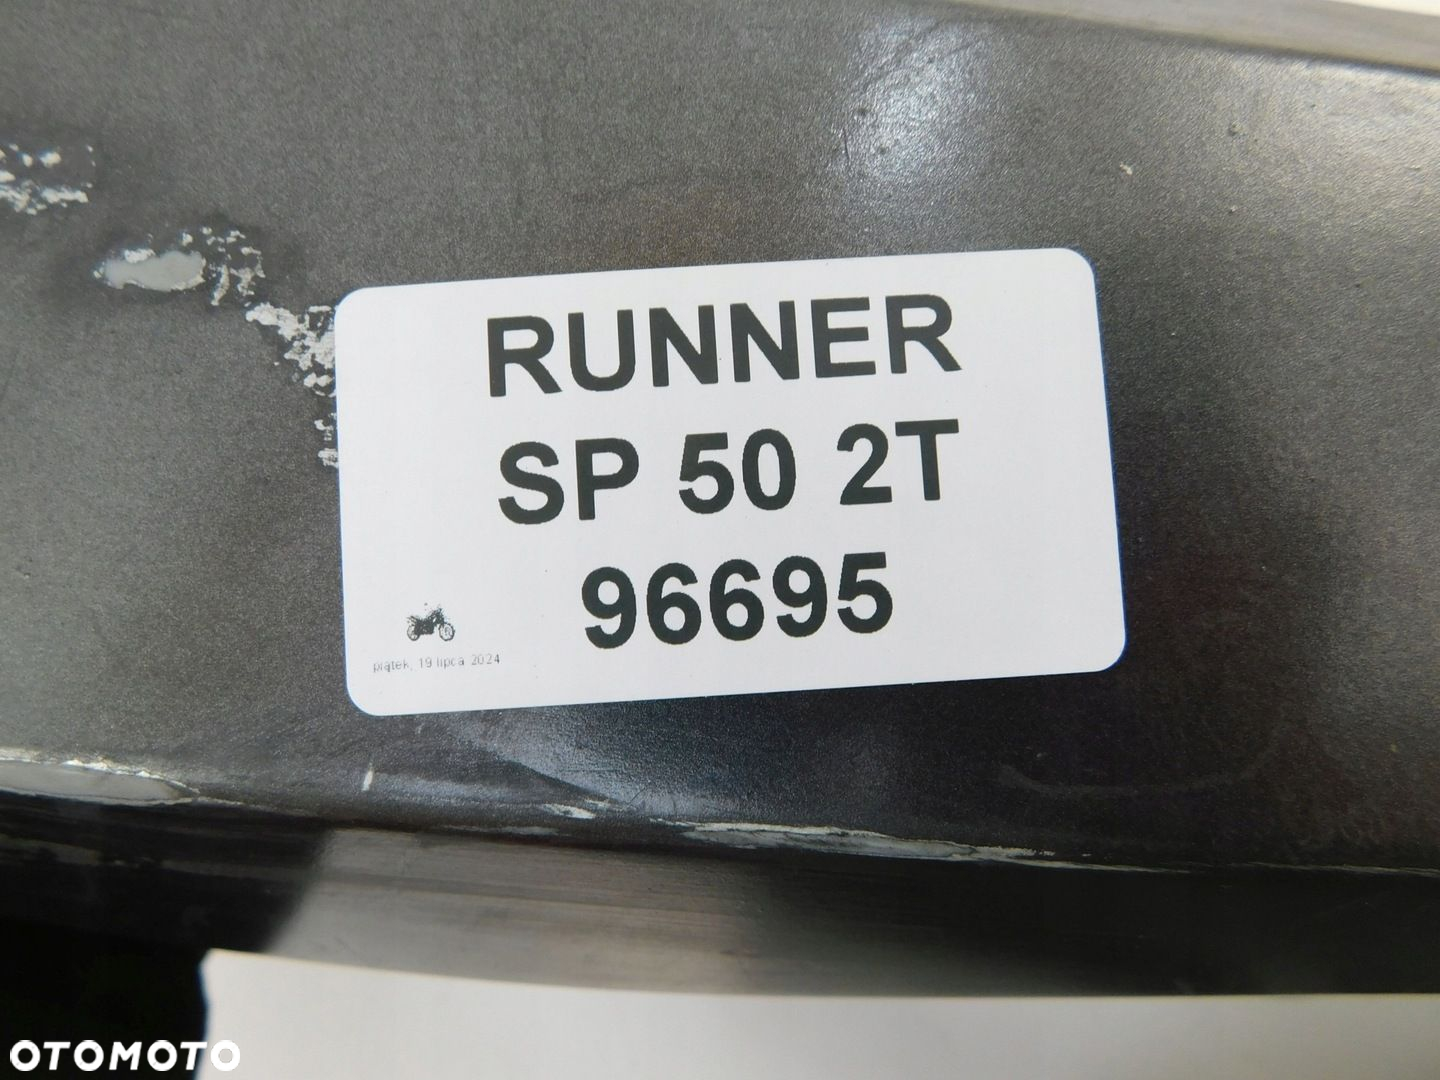 RUNNER
SP 50 2T
96695
piątek, 19 lipca 2024
OTOMOTO